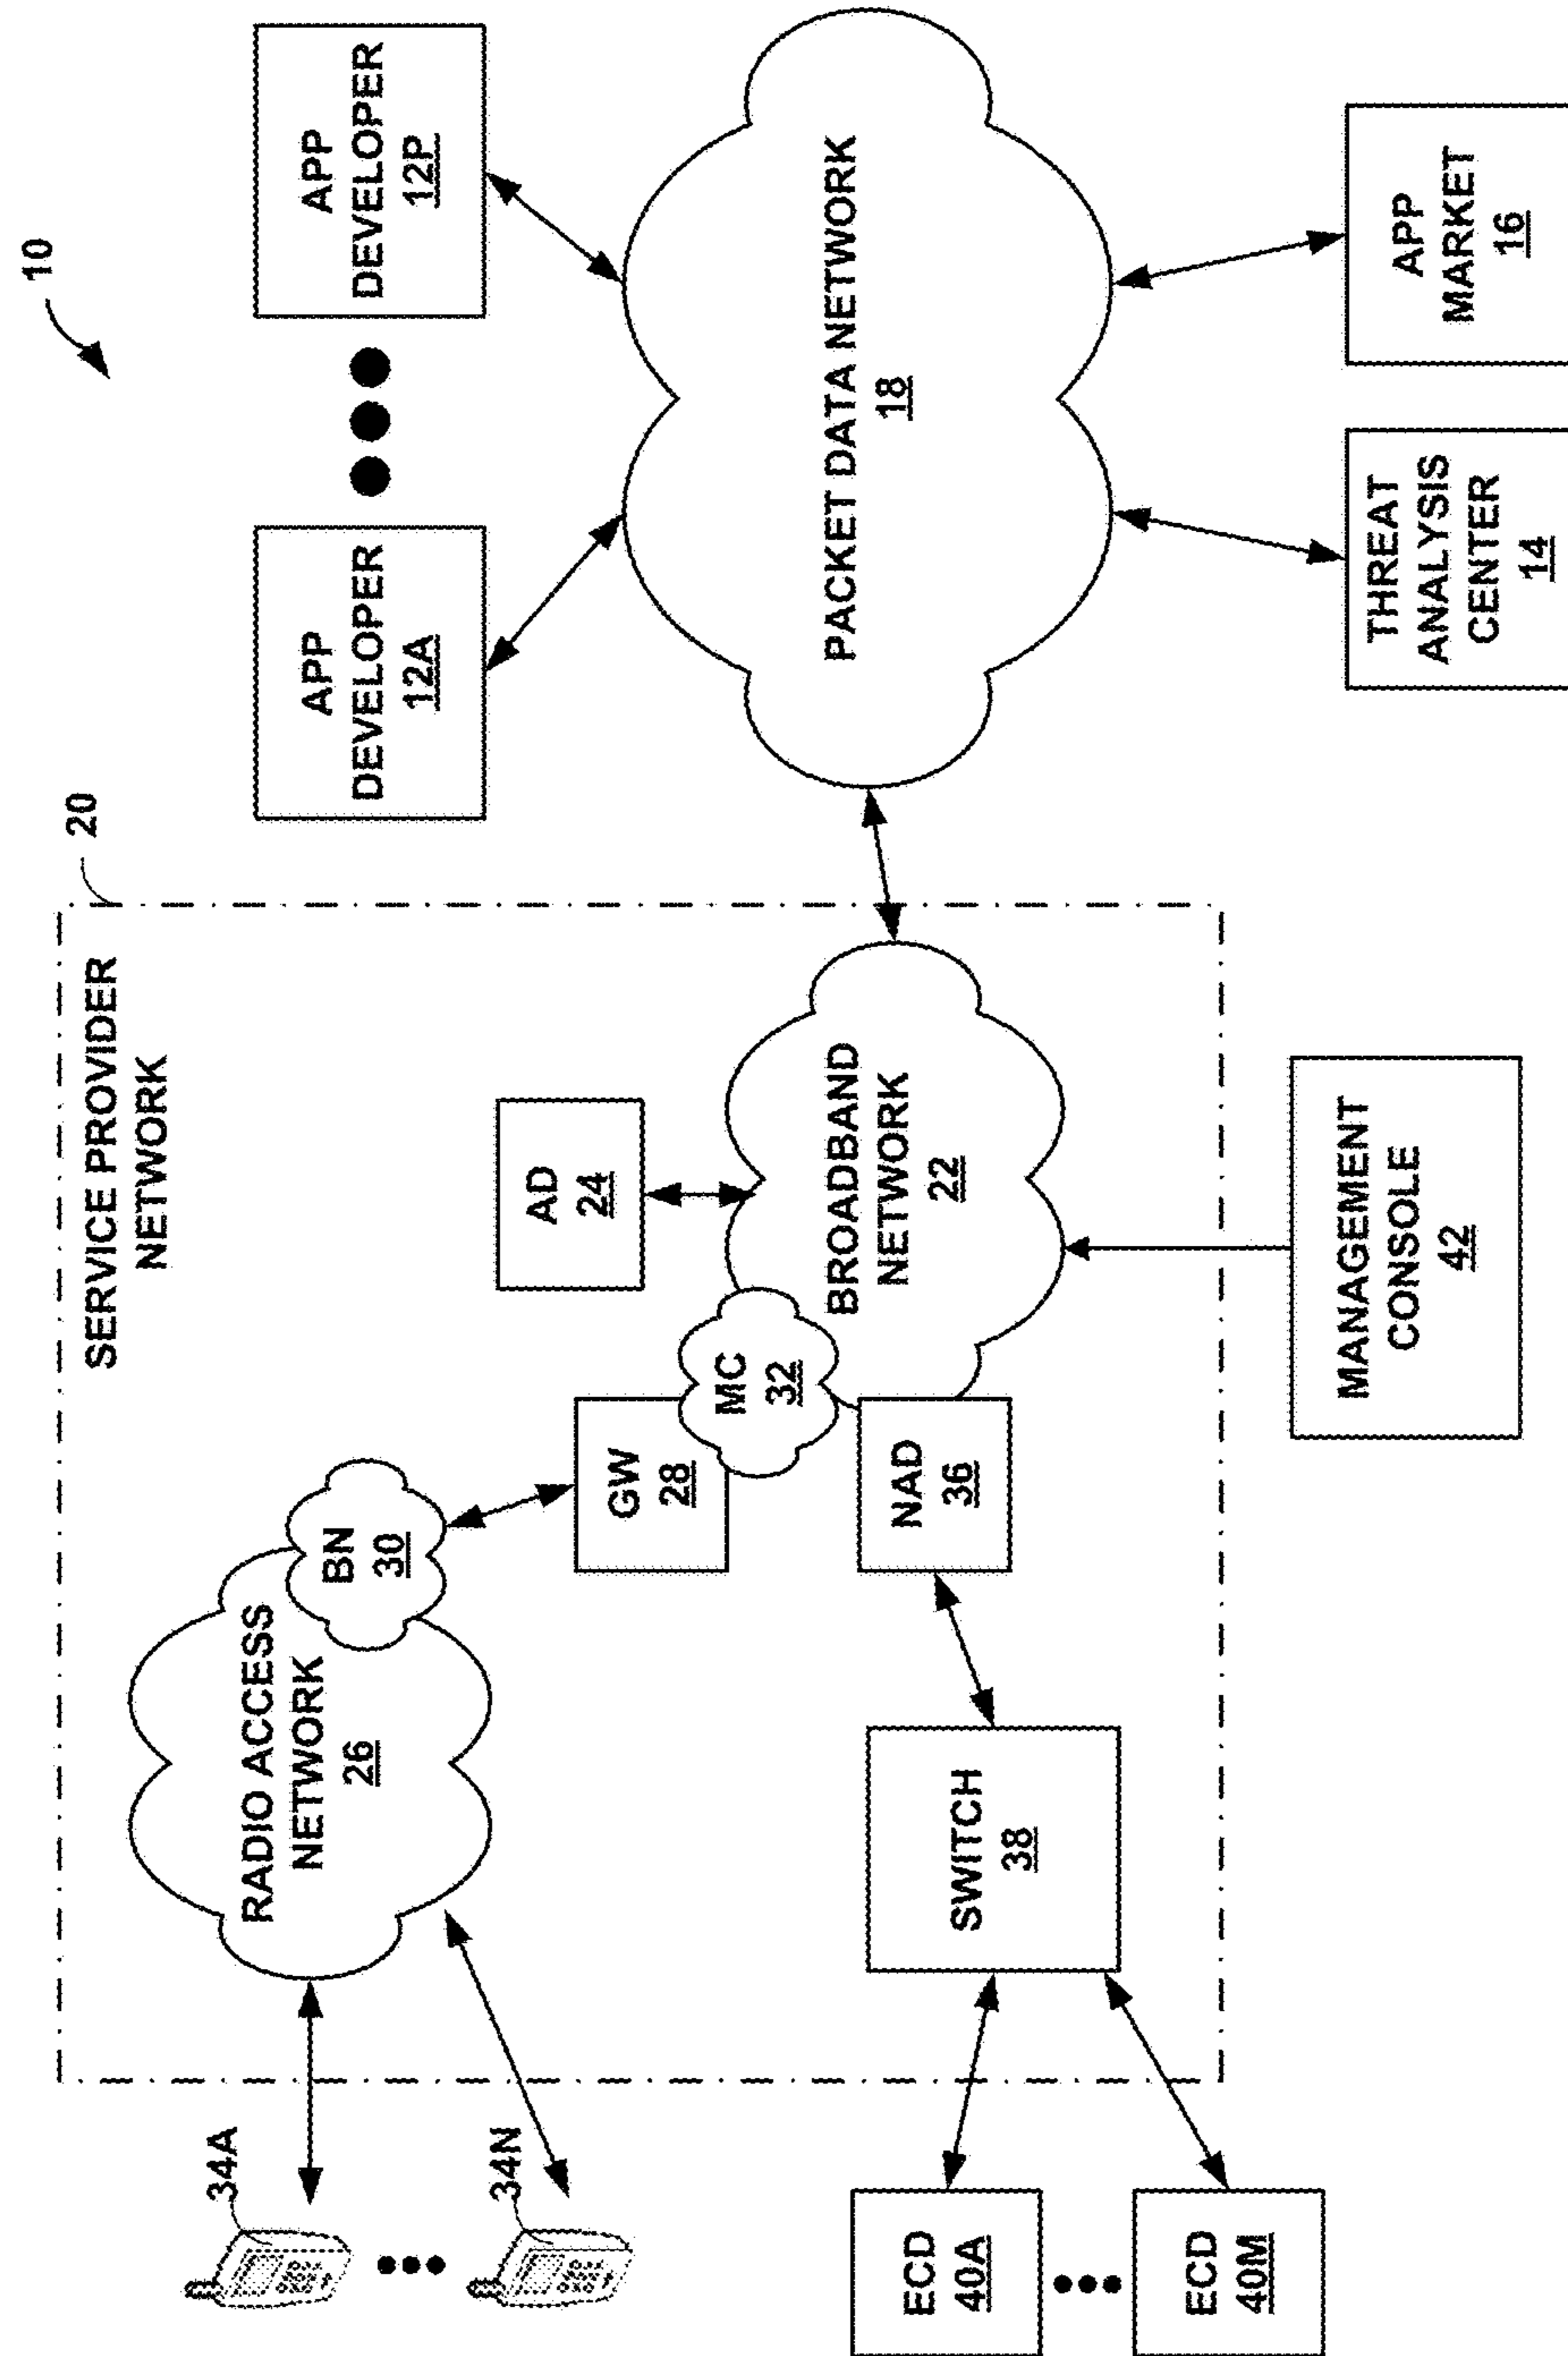 10
20
SERVICE PROVIDER
NETWORK
34A
34N
RADIO ACCESS
NETWORK
26
BN
30
GW
28
MC
32
AD
24
BROADBAND
NETWORK
22
NAD
36
SWITCH
38
ECD
40A
ECD
40M
MANAGEMENT
CONSOLE
42
APP
DEVELOPER
12A
APP
DEVELOPER
12P
PACKET DATA NETWORK
18
THREAT
ANALYSIS
CENTER
14
APP
MARKET
16